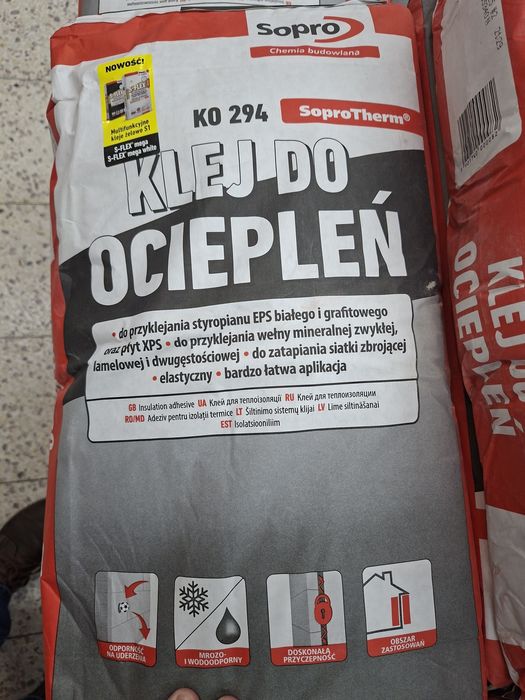 Sopro
Chemia budowlana
NOWOŚĆ!
Multifunkcyjne
kleje żelowe S1
S-FLEX® mega
S-FLEX® mega white
KO 294
SoproTherm®
KLEJ DO
OCIEPLEŃ
• do przyklejania styropianu EPS białego i grafitowego
oraz płyt XPS • do przyklejania wełny mineralnej zwykłej,
lamelowej i dwugęstościowej • do zatapiania siatki zbrojącej
• elastyczny • bardzo łatwa aplikacja
GB Insulation adhesive UA Клей для теплоізоляції RU Клей для теплоизоляции
RO/MD Adeziv pentru izolații termice LT Šiltinimo sistemų klijai LV Līme siltināšanai
EST Isolatsiooniliim
ODPORNOŚĆ
NA UDERZENIA
MROZO-
I WODOODPORNY
DOSKONAŁA
PRZYCZEPNOŚĆ
OBSZAR
ZASTOSOWAŃ
KLEJ DO
OCIEPLEŃ